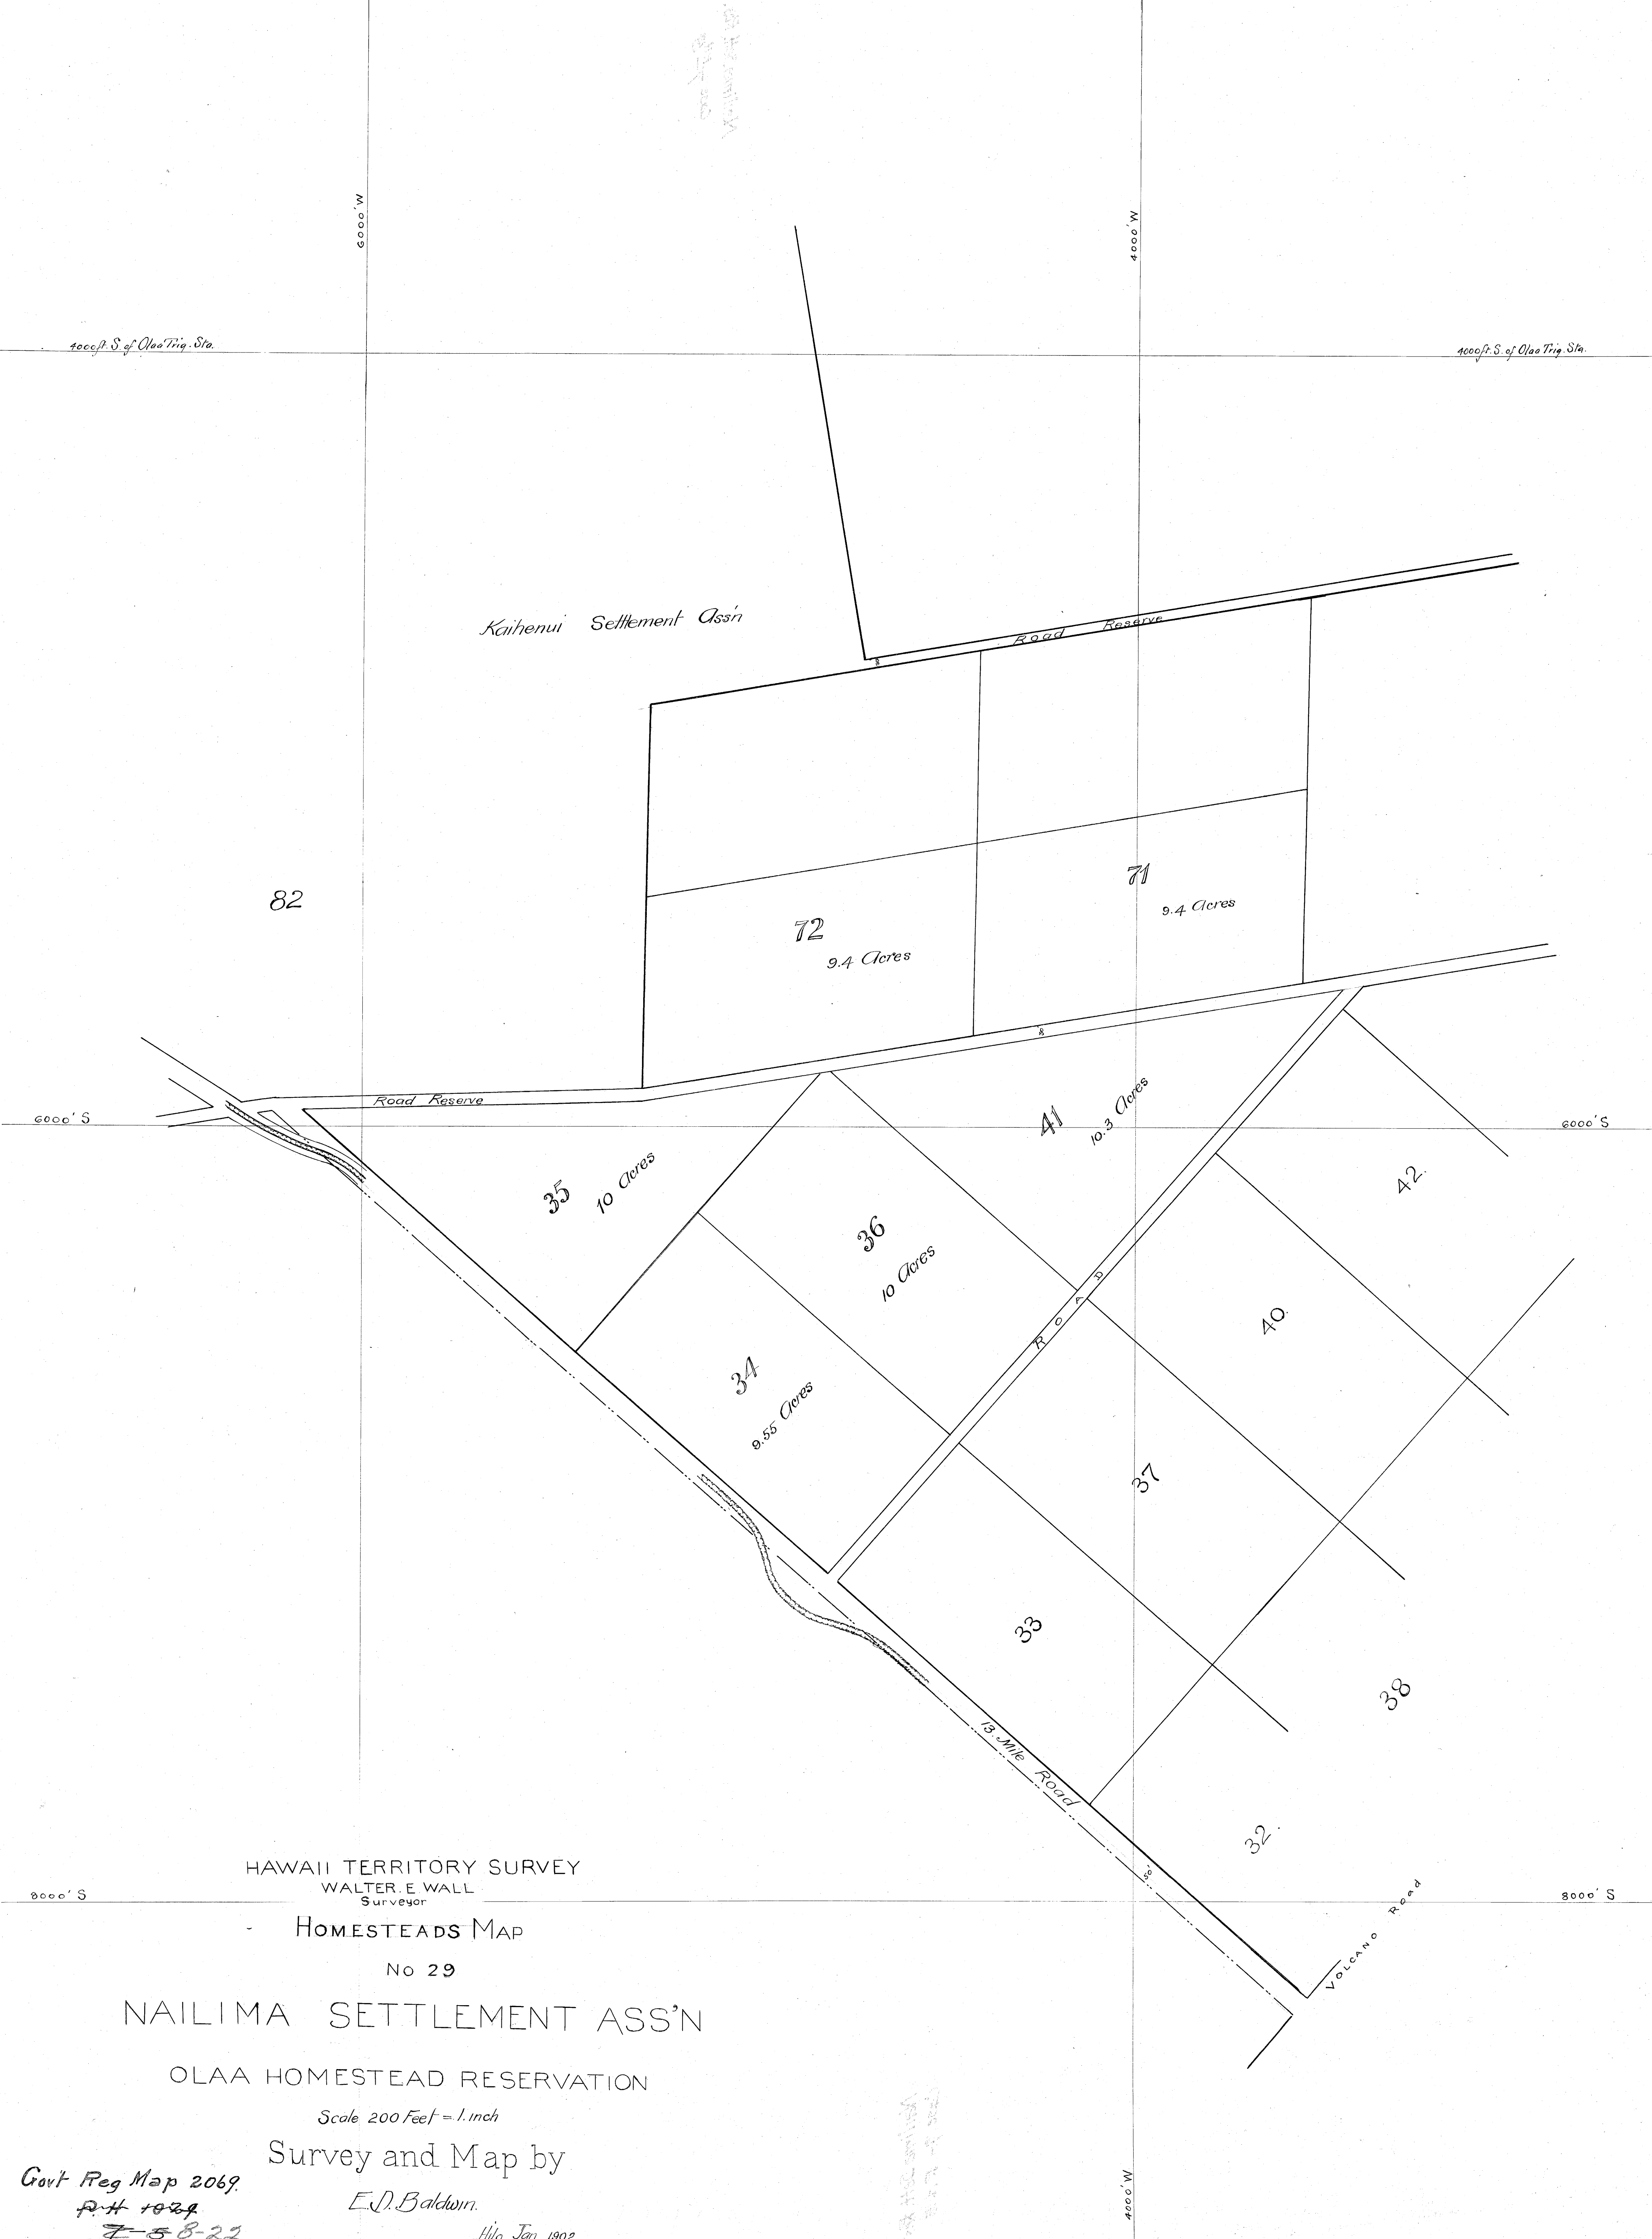 6000'W
4000'W
4000ft. S. of Olaa Trig. Sta.
4000ft. S. of Olaa Trig. Sta.
Kaihenui Settlement Ass'n
Road Reserve
71
9.4 Acres
82
72
9.4 Acres
Road Reserve
6000'S
6000'S
41
10.3 Acres
35
10 Acres
42.
36
10 Acres
ROAD
40.
34
9.55 Acres
37
33
38
13. Mile Road
32.
50'
Volcano Road
8000'S
8000'S
HAWAII TERRITORY SURVEY
WALTER. E. WALL
Surveyor
HOMESTEADS MAP
No 29
NAILIMA SETTLEMENT ASS'N
OLAA HOMESTEAD RESERVATION
Scale 200 Feet = 1. inch
Survey and Map by
E.D. Baldwin.
Hilo Jan. 1902
Gov't Reg Map 2069.
8-22
4000'W